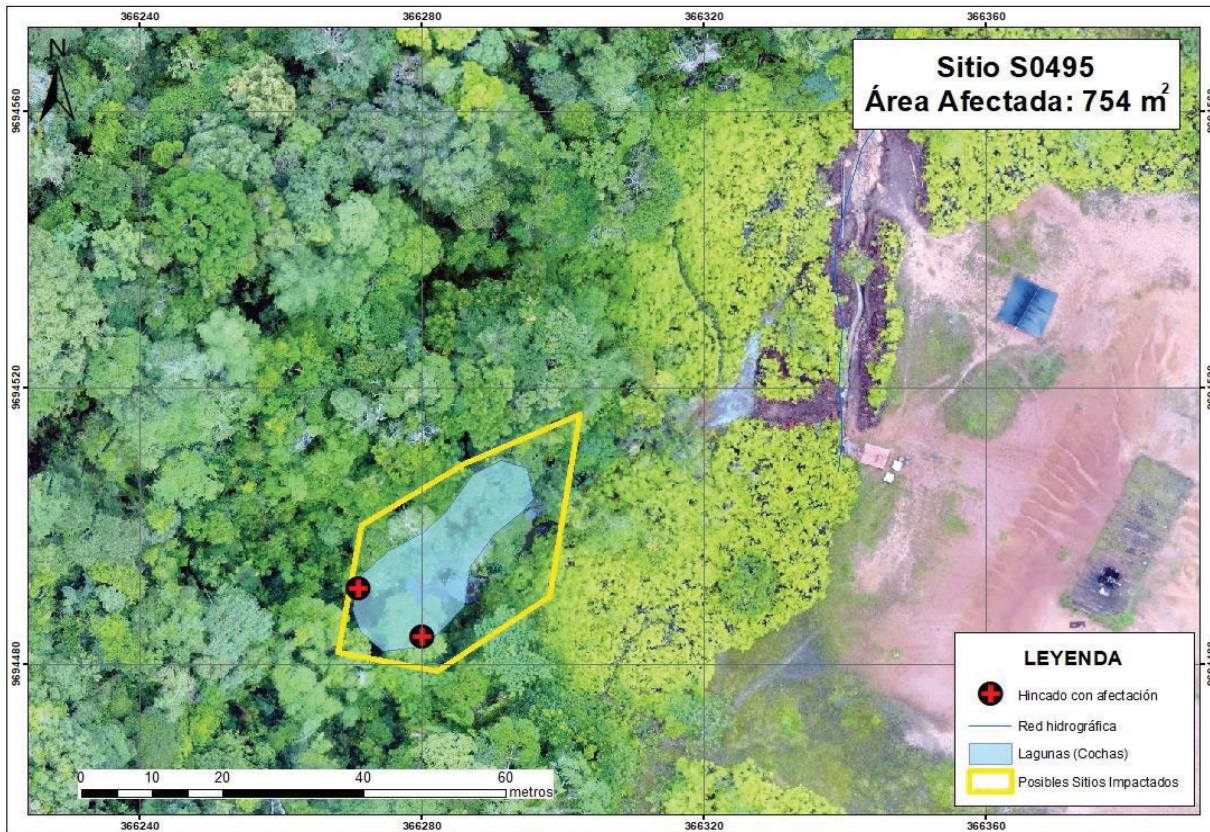 366240 366280 366320 366360
N
Sitio S0495
Área Afectada: 754 m²
9694560
9694520 9694520
9694480
LEYENDA
Hincado con afectación
Red hidrográfica
Lagunas (Cochas)
Posibles Sitios Impactados
0 10 20 40 60
metros
366240 366280 366320 366360